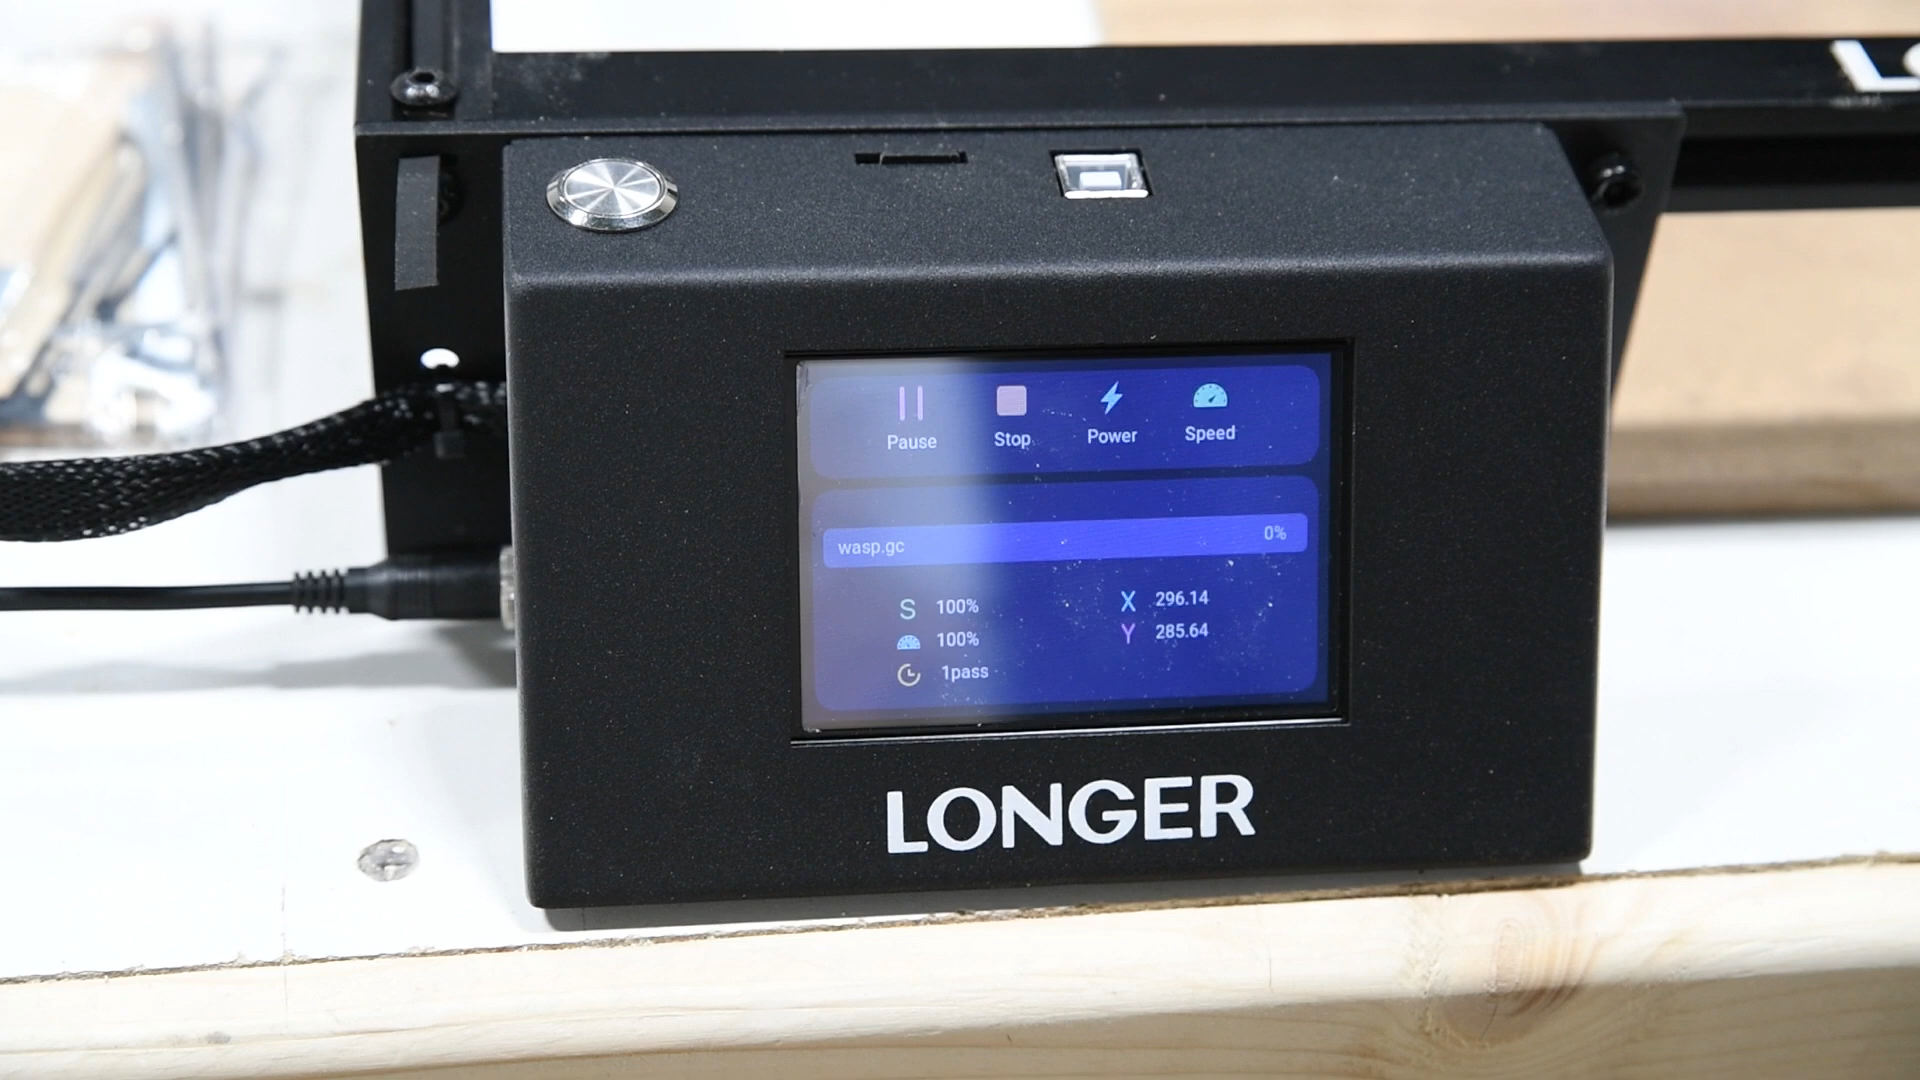 Pause Stop Power Speed
wasp.gc 0%
S 100% X 296.14
100% Y 285.64
1pass
LONGER